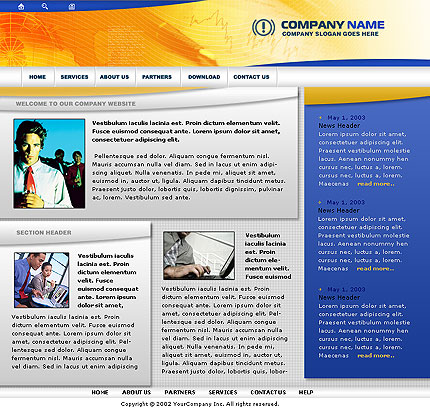 COMPANY NAME
COMPANY SLOGAN GOES HERE
HOME SERVICES ABOUT US PARTNERS DOWNLOAD CONTACT US
WELCOME TO OUR COMPANY WEBSITE
Vestibulum iaculis lacinia est. Proin dictum elementum velit.
Fusce euismod consequat ante. Lorem ipsum dolor sit amet,
consectetuer adipiscing elit.
Pellentesque sed dolor. Aliquam congue fermentum nisl.
Mauris accumsan nulla vel diam. Sed in lacus ut enim adipi-
scing aliquet. Nulla venenatis. In pede mi, aliquet sit amet,
euismod in, auctor ut, ligula. Aliquam dapibus tincidunt metus.
Praesent justo dolor, lobortis quis, lobortis dignissim, pulvinar
ac, lorem. Vestibulum sed ante.
SECTION HEADER
Vestibulum
iaculis lacinia
est. Proin
dictum ele-
mentum velit.
Fusce euismod
consequat
ante. Lorem
ipsum dolor
sit amet,
Vestibulum iaculis lacinia est. Proin
dictum elementum velit. Fusce euismod
consequat ante. Lorem ipsum dolor sit
amet, consectetuer adipiscing elit. Pel-
lentesque sed dolor. Aliquam congue
fermentum nisl. Mauris accumsan nulla
vel diam. Sed in lacus ut enim adipiscing
Vestibulum
iaculis lacinia
est. Proin
dictum ele-
mentum velit.
Fusce euismod
Vestibulum iaculis lacinia est. Proin
dictum elementum velit. Fusce euismod
consequat ante. Lorem ipsum dolor sit
amet, consectetuer adipiscing elit.
Pellentesque sed dolor. Aliquam congue
fermentum nisl. Mauris accumsan nulla
vel diam. Sed in lacus ut enim adipiscing
aliquet. Nulla venenatis. In pede mi,
aliquet sit amet, euismod in, auctor ut,
ligula. Aliquam dapibus tincidunt metus.
Praesent justo dolor, lobortis quis, lobor-
May 1, 2003
News Header
Lorem ipsum dolor sit amet,
consectetuer adipiscing elit.
Praesent vestibulum molestie
lacus. Aenean nonummy hen
cursus nec, luctus a, lorem.
Maecenas read more..
May 1, 2003
News Header
Lorem ipsum dolor sit amet,
consectetuer adipiscing elit.
Praesent vestibulum molestie
lacus. Aenean nonummy hen
cursus nec, luctus a, lorem.
Maecenas read more..
May 1, 2003
News Header
Lorem ipsum dolor sit amet,
consectetuer adipiscing elit.
Praesent vestibulum molestie
lacus. Aenean nonummy hen
cursus nec, luctus a, lorem.
Maecenas read more..
HOME ABOUT US PARTNERS SERVICES CONTACTUS HELP
Copyright © 2002 YourCompany Inc. All rights reserved.